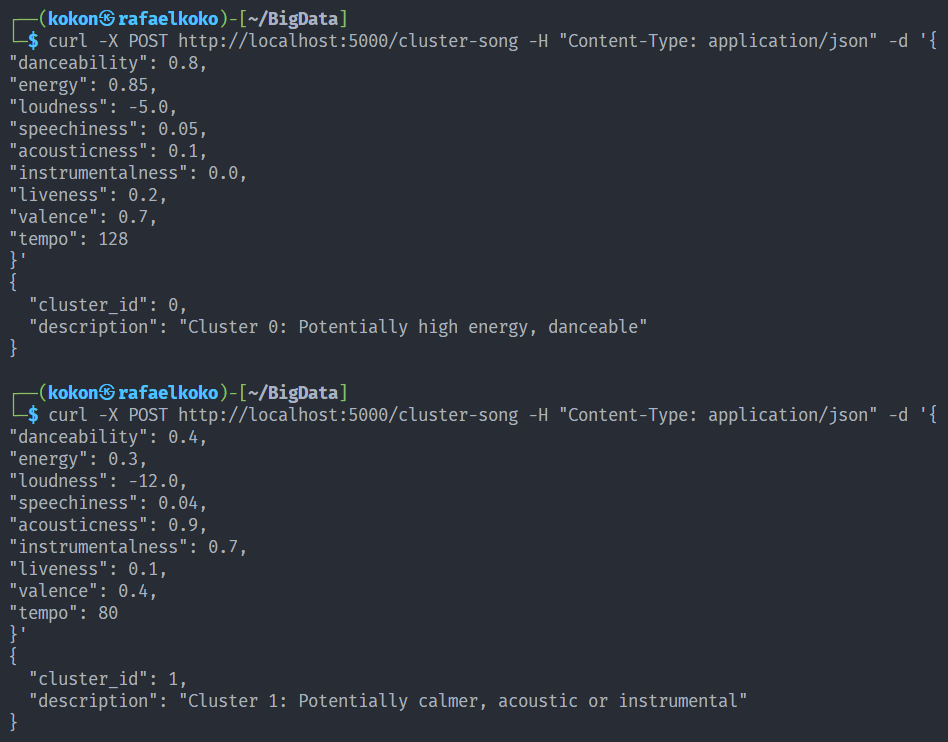 ┌──(kokon㉿rafaelkoko)-[~/BigData]
└─$ curl -X POST http://localhost:5000/cluster-song -H "Content-Type: application/json" -d '{
"danceability": 0.8,
"energy": 0.85,
"loudness": -5.0,
"speechiness": 0.05,
"acousticness": 0.1,
"instrumentalness": 0.0,
"liveness": 0.2,
"valence": 0.7,
"tempo": 128
}'
{
  "cluster_id": 0,
  "description": "Cluster 0: Potentially high energy, danceable"
}

┌──(kokon㉿rafaelkoko)-[~/BigData]
└─$ curl -X POST http://localhost:5000/cluster-song -H "Content-Type: application/json" -d '{
"danceability": 0.4,
"energy": 0.3,
"loudness": -12.0,
"speechiness": 0.04,
"acousticness": 0.9,
"instrumentalness": 0.7,
"liveness": 0.1,
"valence": 0.4,
"tempo": 80
}'
{
  "cluster_id": 1,
  "description": "Cluster 1: Potentially calmer, acoustic or instrumental"
}